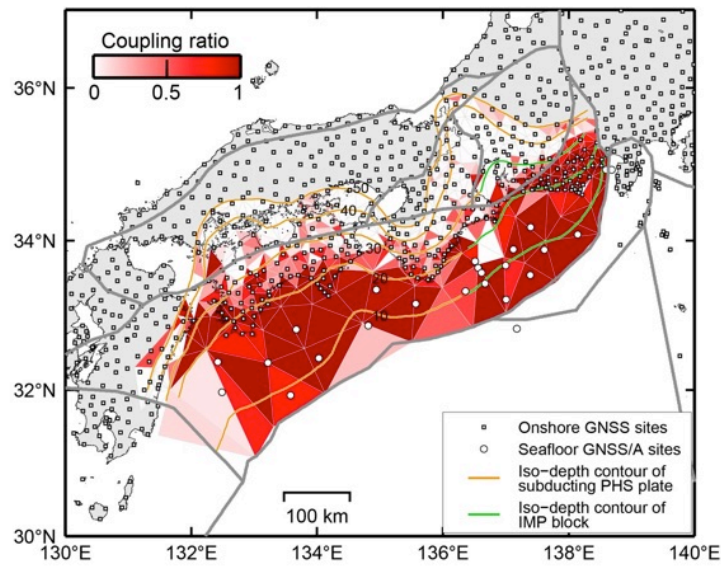 Coupling ratio
0 0.5 1
36°N
34°N
32°N
30°N
50
40
30
20
10
Onshore GNSS sites
Seafloor GNSS/A sites
Iso-depth contour of
subducting PHS plate
Iso-depth contour of
IMP block
100 km
130°E 132°E 134°E 136°E 138°E 140°E